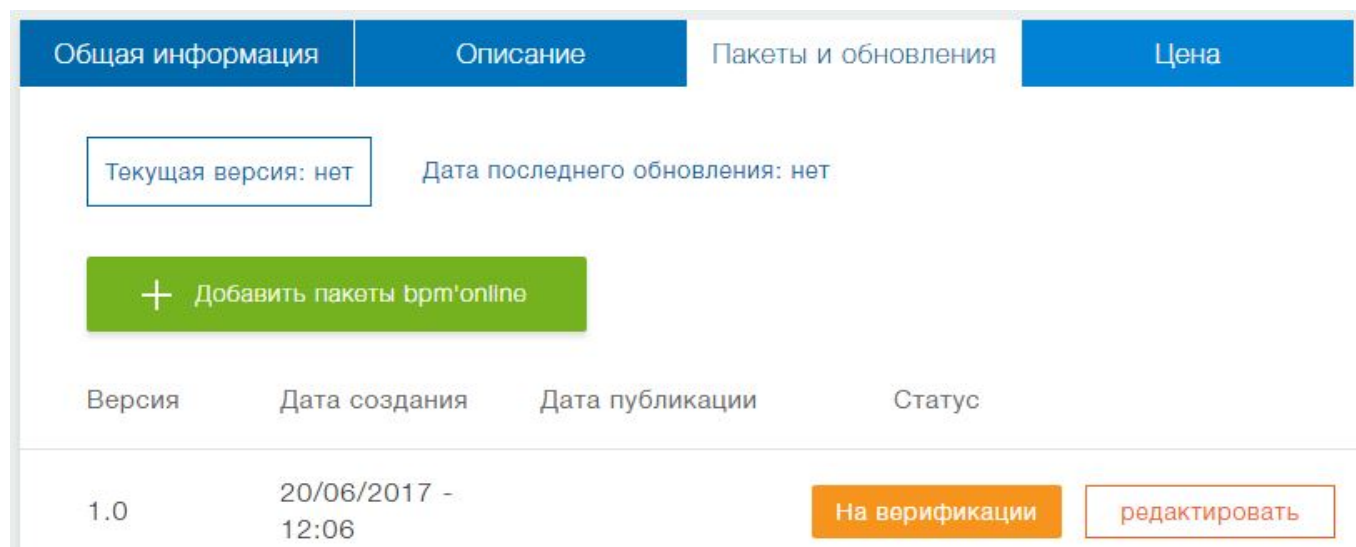 Общая информация Описание Пакеты и обновления Цена
Текущая версия: нет Дата последнего обновления: нет
+ Добавить пакеты bpm'online
Версия Дата создания Дата публикации Статус
1.0 20/06/2017 - На верификации редактировать
12:06